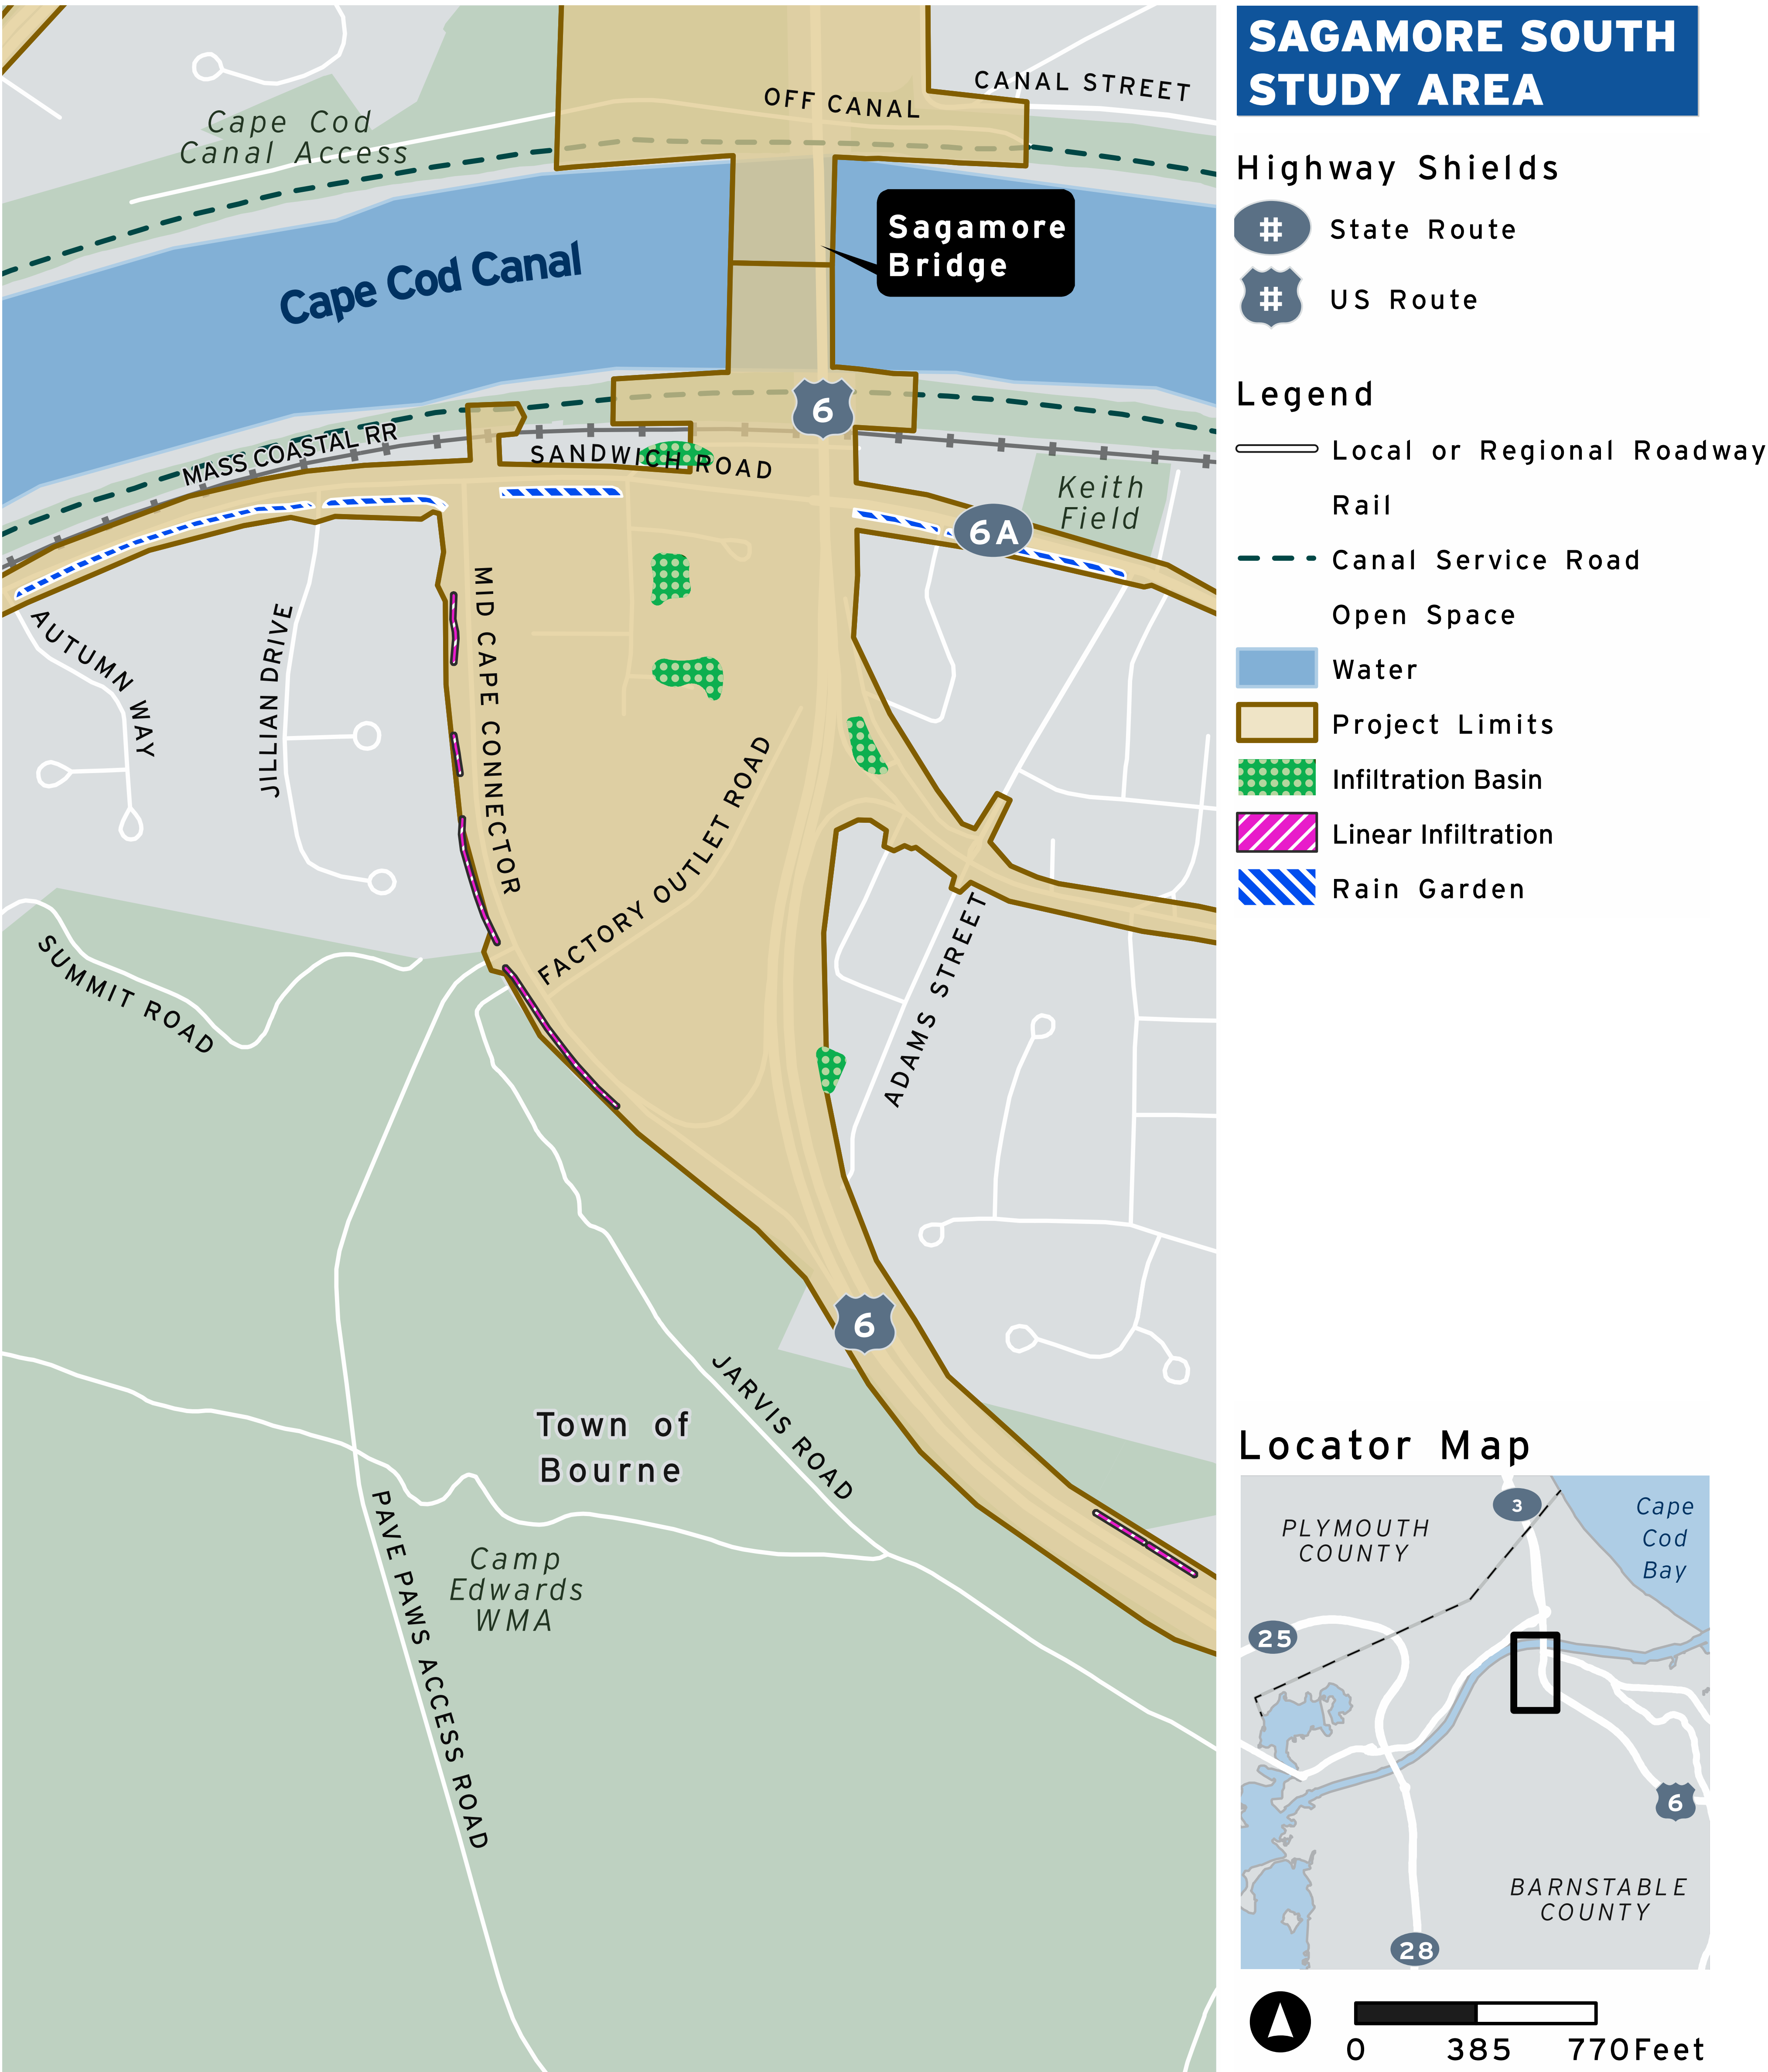 SAGAMORE SOUTH
STUDY AREA
Highway Shields
# State Route
# US Route
Legend
Local or Regional Roadway
Rail
Canal Service Road
Open Space
Water
Project Limits
Infiltration Basin
Linear Infiltration
Rain Garden
CANAL STREET
OFF CANAL
Cape Cod
Canal Access
Sagamore
Bridge
Cape Cod Canal
6
MASS COASTAL RR
SANDWICH ROAD
Keith
Field
6A
MID CAPE CONNECTOR
AUTUMN WAY
JILLIAN DRIVE
FACTORY OUTLET ROAD
SUMMIT ROAD
ADAMS STREET
6
JARVIS ROAD
Town of
Bourne
PAVE PAWS ACCESS ROAD
Camp
Edwards
WMA
Locator Map
3
PLYMOUTH
COUNTY
Cape
Cod
Bay
25
6
BARNSTABLE
COUNTY
28
0 385 770 Feet